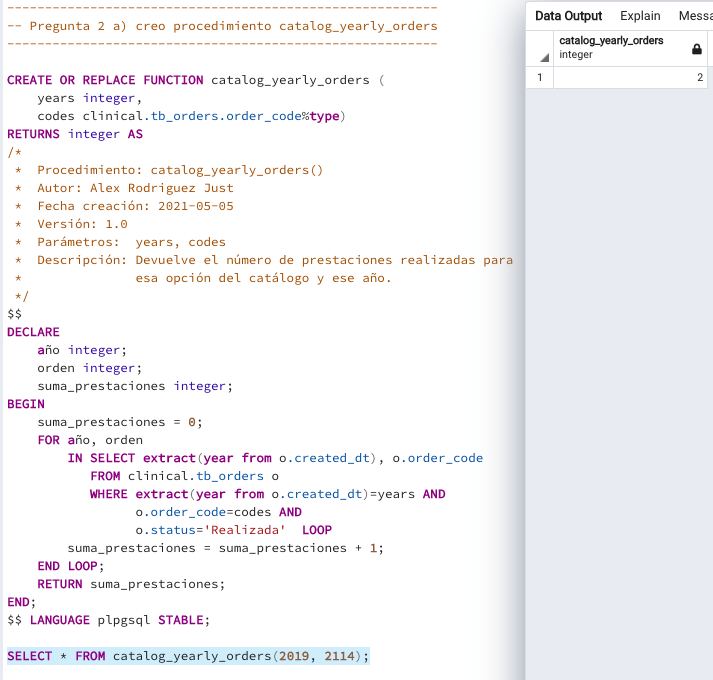 ---------------------------------------------------------
-- Pregunta 2 a) creo procedimiento catalog_yearly_orders
---------------------------------------------------------
CREATE OR REPLACE FUNCTION catalog_yearly_orders (
    years integer,
    codes clinical.tb_orders.order_code%type)
RETURNS integer AS
/*
 *  Procedimiento: catalog_yearly_orders()
 *  Autor: Alex Rodriguez Just
 *  Fecha creación: 2021-05-05
 *  Versión: 1.0
 *  Parámetros:  years, codes
 *  Descripción: Devuelve el número de prestaciones realizadas para
 *               esa opción del catálogo y ese año.
 */
$$
DECLARE
    año integer;
    orden integer;
    suma_prestaciones integer;
BEGIN
    suma_prestaciones = 0;
    FOR año, orden
        IN SELECT extract(year from o.created_dt), o.order_code
           FROM clinical.tb_orders o
           WHERE extract(year from o.created_dt)=years AND
                 o.order_code=codes AND
                 o.status='Realizada'  LOOP
        suma_prestaciones = suma_prestaciones + 1;
    END LOOP;
    RETURN suma_prestaciones;
END;
$$ LANGUAGE plpgsql STABLE;
SELECT * FROM catalog_yearly_orders(2019, 2114);
Data Output Explain Messa
catalog_yearly_orders
integer
1 2